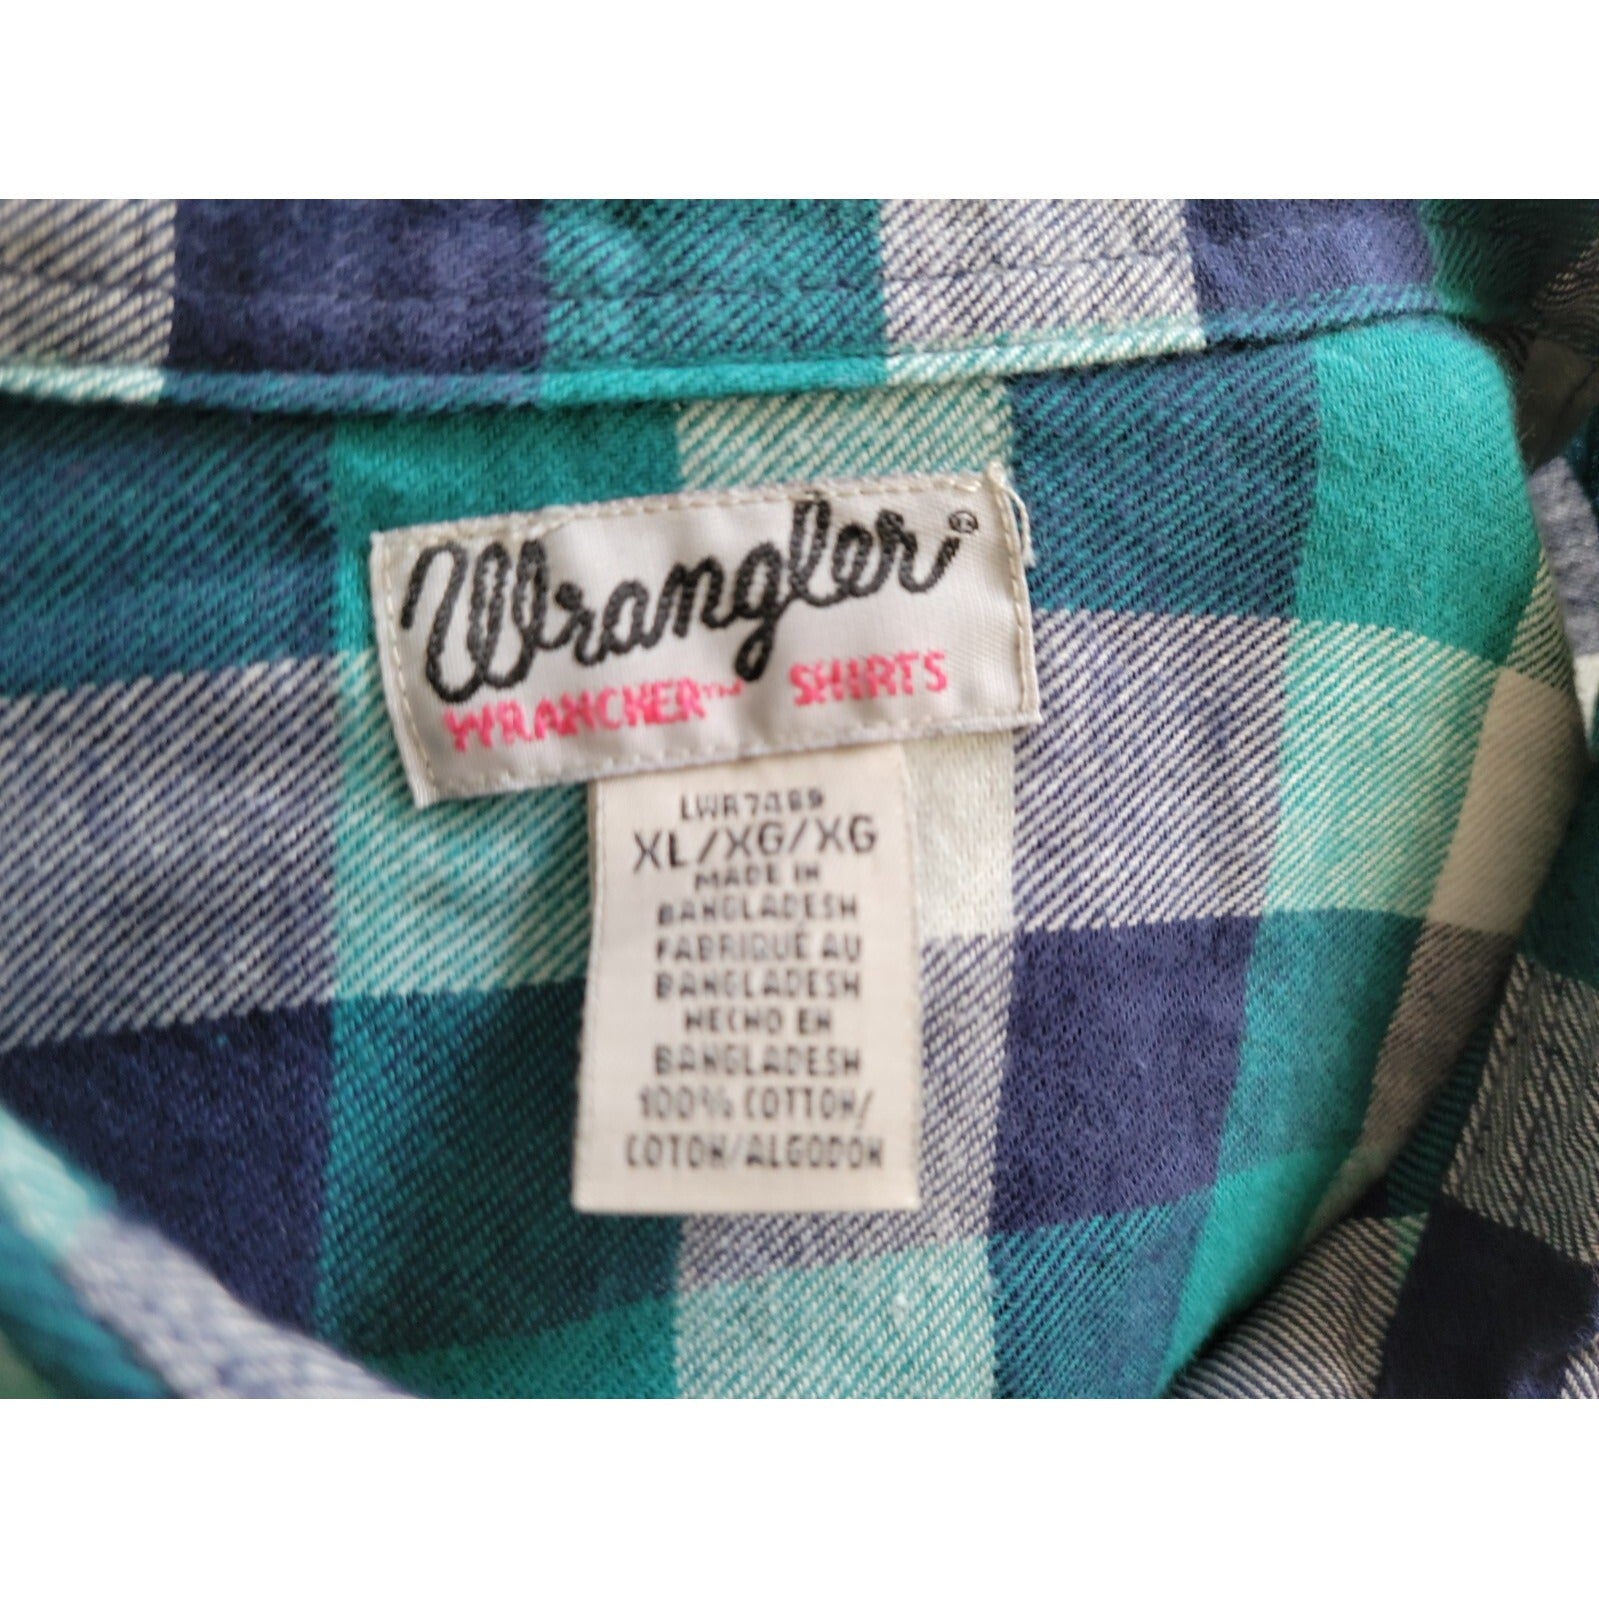 Wrangler®
WRANCHER™ SHIRTS
LWR7489
XL/XG/XG
MADE IN
BANGLADESH
FABRIQUÉ AU
BANGLADESH
HECHO EN
BANGLADESH
100% COTTON/
COTON/ALGODON